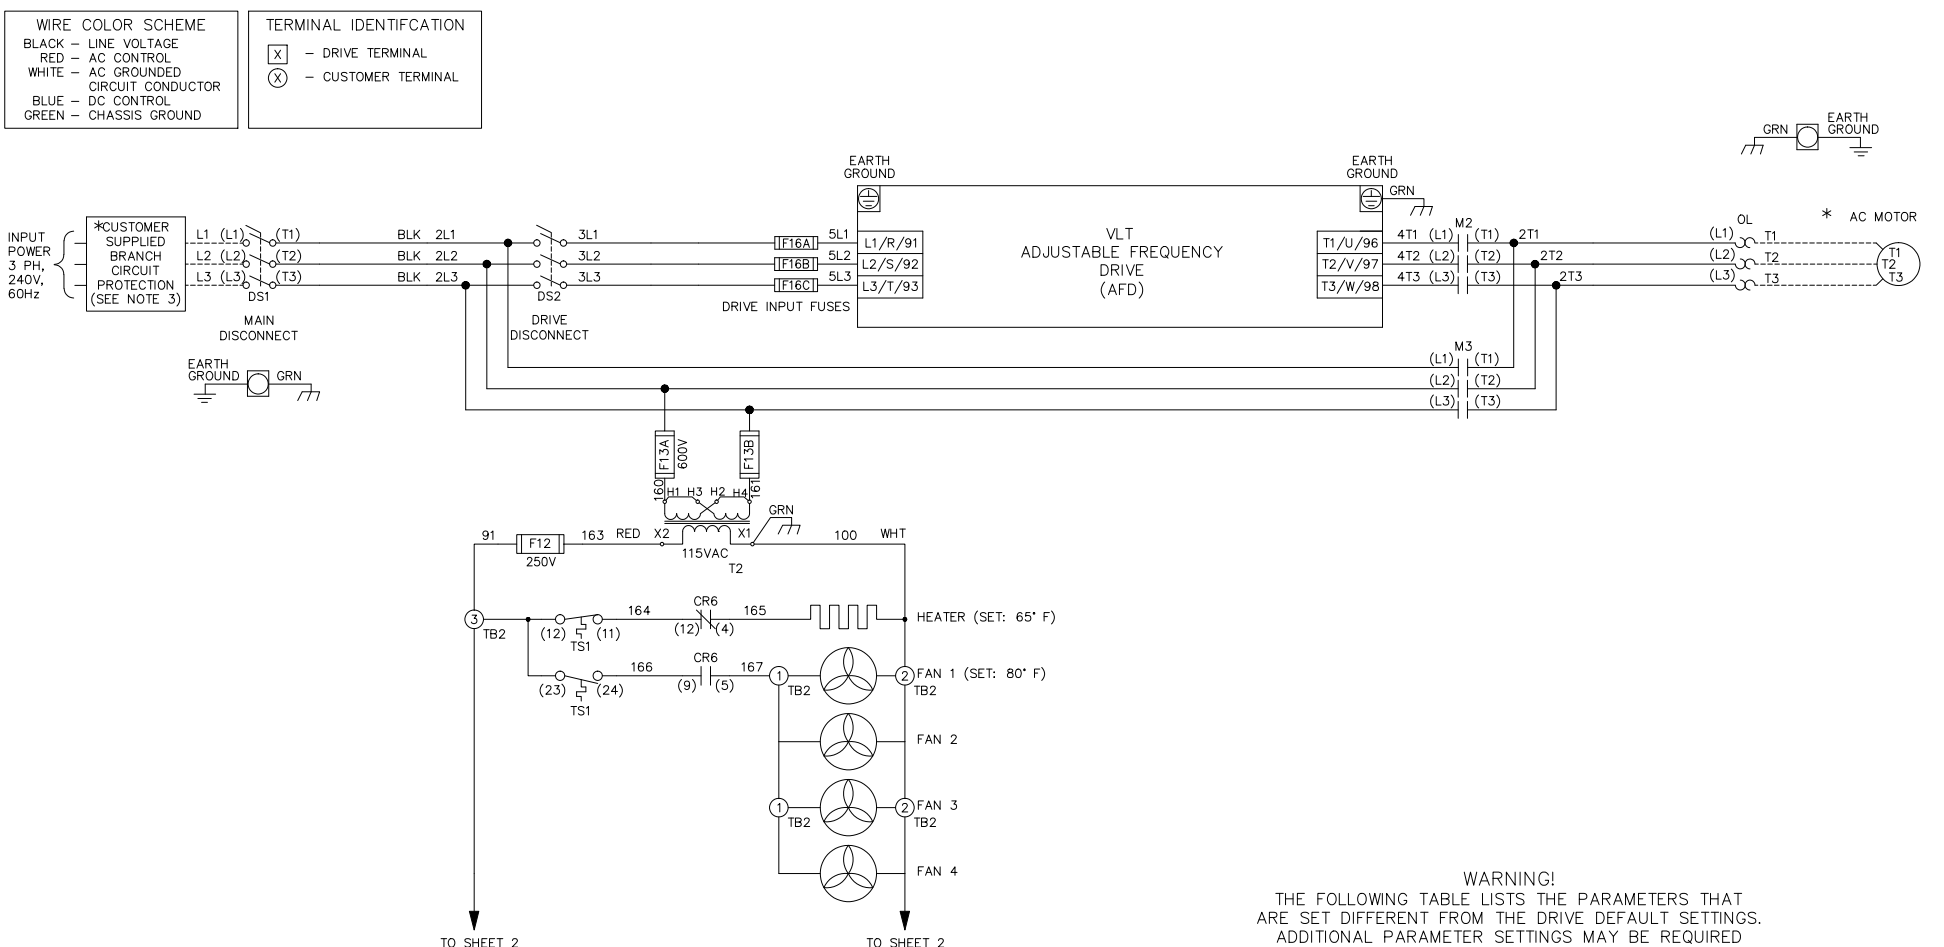 WIRE COLOR SCHEME
BLACK – LINE VOLTAGE
RED – AC CONTROL
WHITE – AC GROUNDED
CIRCUIT CONDUCTOR
BLUE – DC CONTROL
GREEN – CHASSIS GROUND
TERMINAL IDENTIFCATION
X – DRIVE TERMINAL
X – CUSTOMER TERMINAL
GRN
EARTH
GROUND
INPUT
POWER
3 PH,
240V,
60Hz
*CUSTOMER
SUPPLIED
BRANCH
CIRCUIT
PROTECTION
(SEE NOTE 3)
L1 (L1) (T1) BLK 2L1 3L1 F16A 5L1 L1/R/91
L2 (L2) (T2) BLK 2L2 3L2 F16B 5L2 L2/S/92
L3 (L3) (T3) BLK 2L3 3L3 F16C 5L3 L3/T/93
DS1
MAIN
DISCONNECT
DS2
DRIVE
DISCONNECT
DRIVE INPUT FUSES
EARTH
GROUND
VLT
ADJUSTABLE FREQUENCY
DRIVE
(AFD)
EARTH
GROUND
GRN
M2
T1/U/96 4T1 (L1) (T1) 2T1
T2/V/97 4T2 (L2) (T2) 2T2
T3/W/98 4T3 (L3) (T3) 2T3
OL
(L1) T1
(L2) T2
(L3) T3
* AC MOTOR
T1
T2
T3
EARTH
GROUND
GRN
M3
(L1) (T1)
(L2) (T2)
(L3) (T3)
F13A
600V
F13B
160
161
H1 H3 H2 H4
GRN
91 F12 163 RED X2 X1 100 WHT
250V
115VAC
T2
3
TB2
164 CR6 165
(12) (11) (12) (4)
TS1
HEATER (SET: 65° F)
166 CR6 167
(23) (24) (9) (5)
TS1
1
TB2
2
TB2
FAN 1 (SET: 80° F)
FAN 2
1
TB2
2
TB2
FAN 3
FAN 4
TO SHEET 2
TO SHEET 2
WARNING!
THE FOLLOWING TABLE LISTS THE PARAMETERS THAT
ARE SET DIFFERENT FROM THE DRIVE DEFAULT SETTINGS.
ADDITIONAL PARAMETER SETTINGS MAY BE REQUIRED